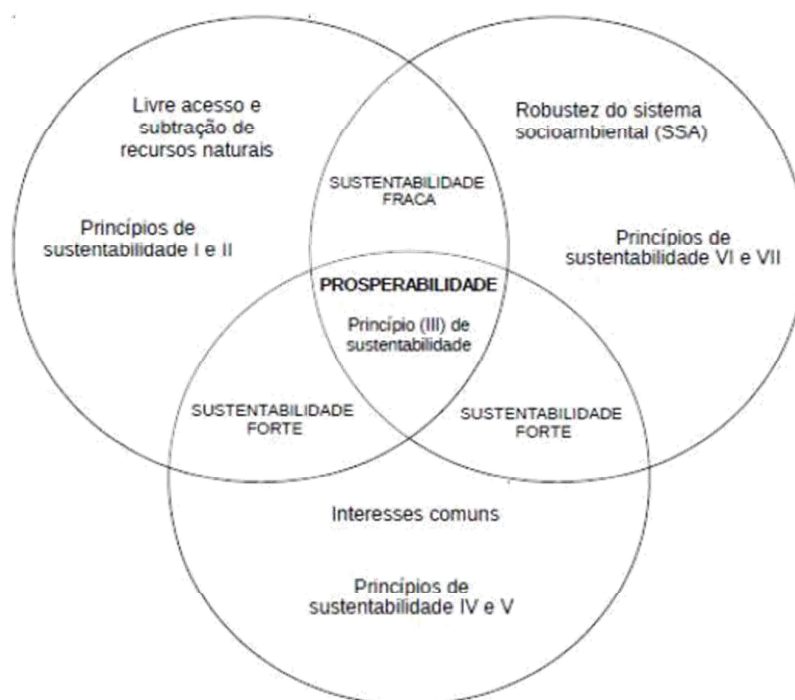 Livre acesso e
subtração de
recursos naturais
Robustez do sistema
socioambiental (SSA)
SUSTENTABILIDADE
FRACA
Princípios de
sustentabilidade I e II
Princípios de
sustentabilidade VI e VII
PROSPERABILIDADE
Princípio (III) de
sustentabilidade
SUSTENTABILIDADE
FORTE
SUSTENTABILIDADE
FORTE
Interesses comuns
Princípios de
sustentabilidade IV e V